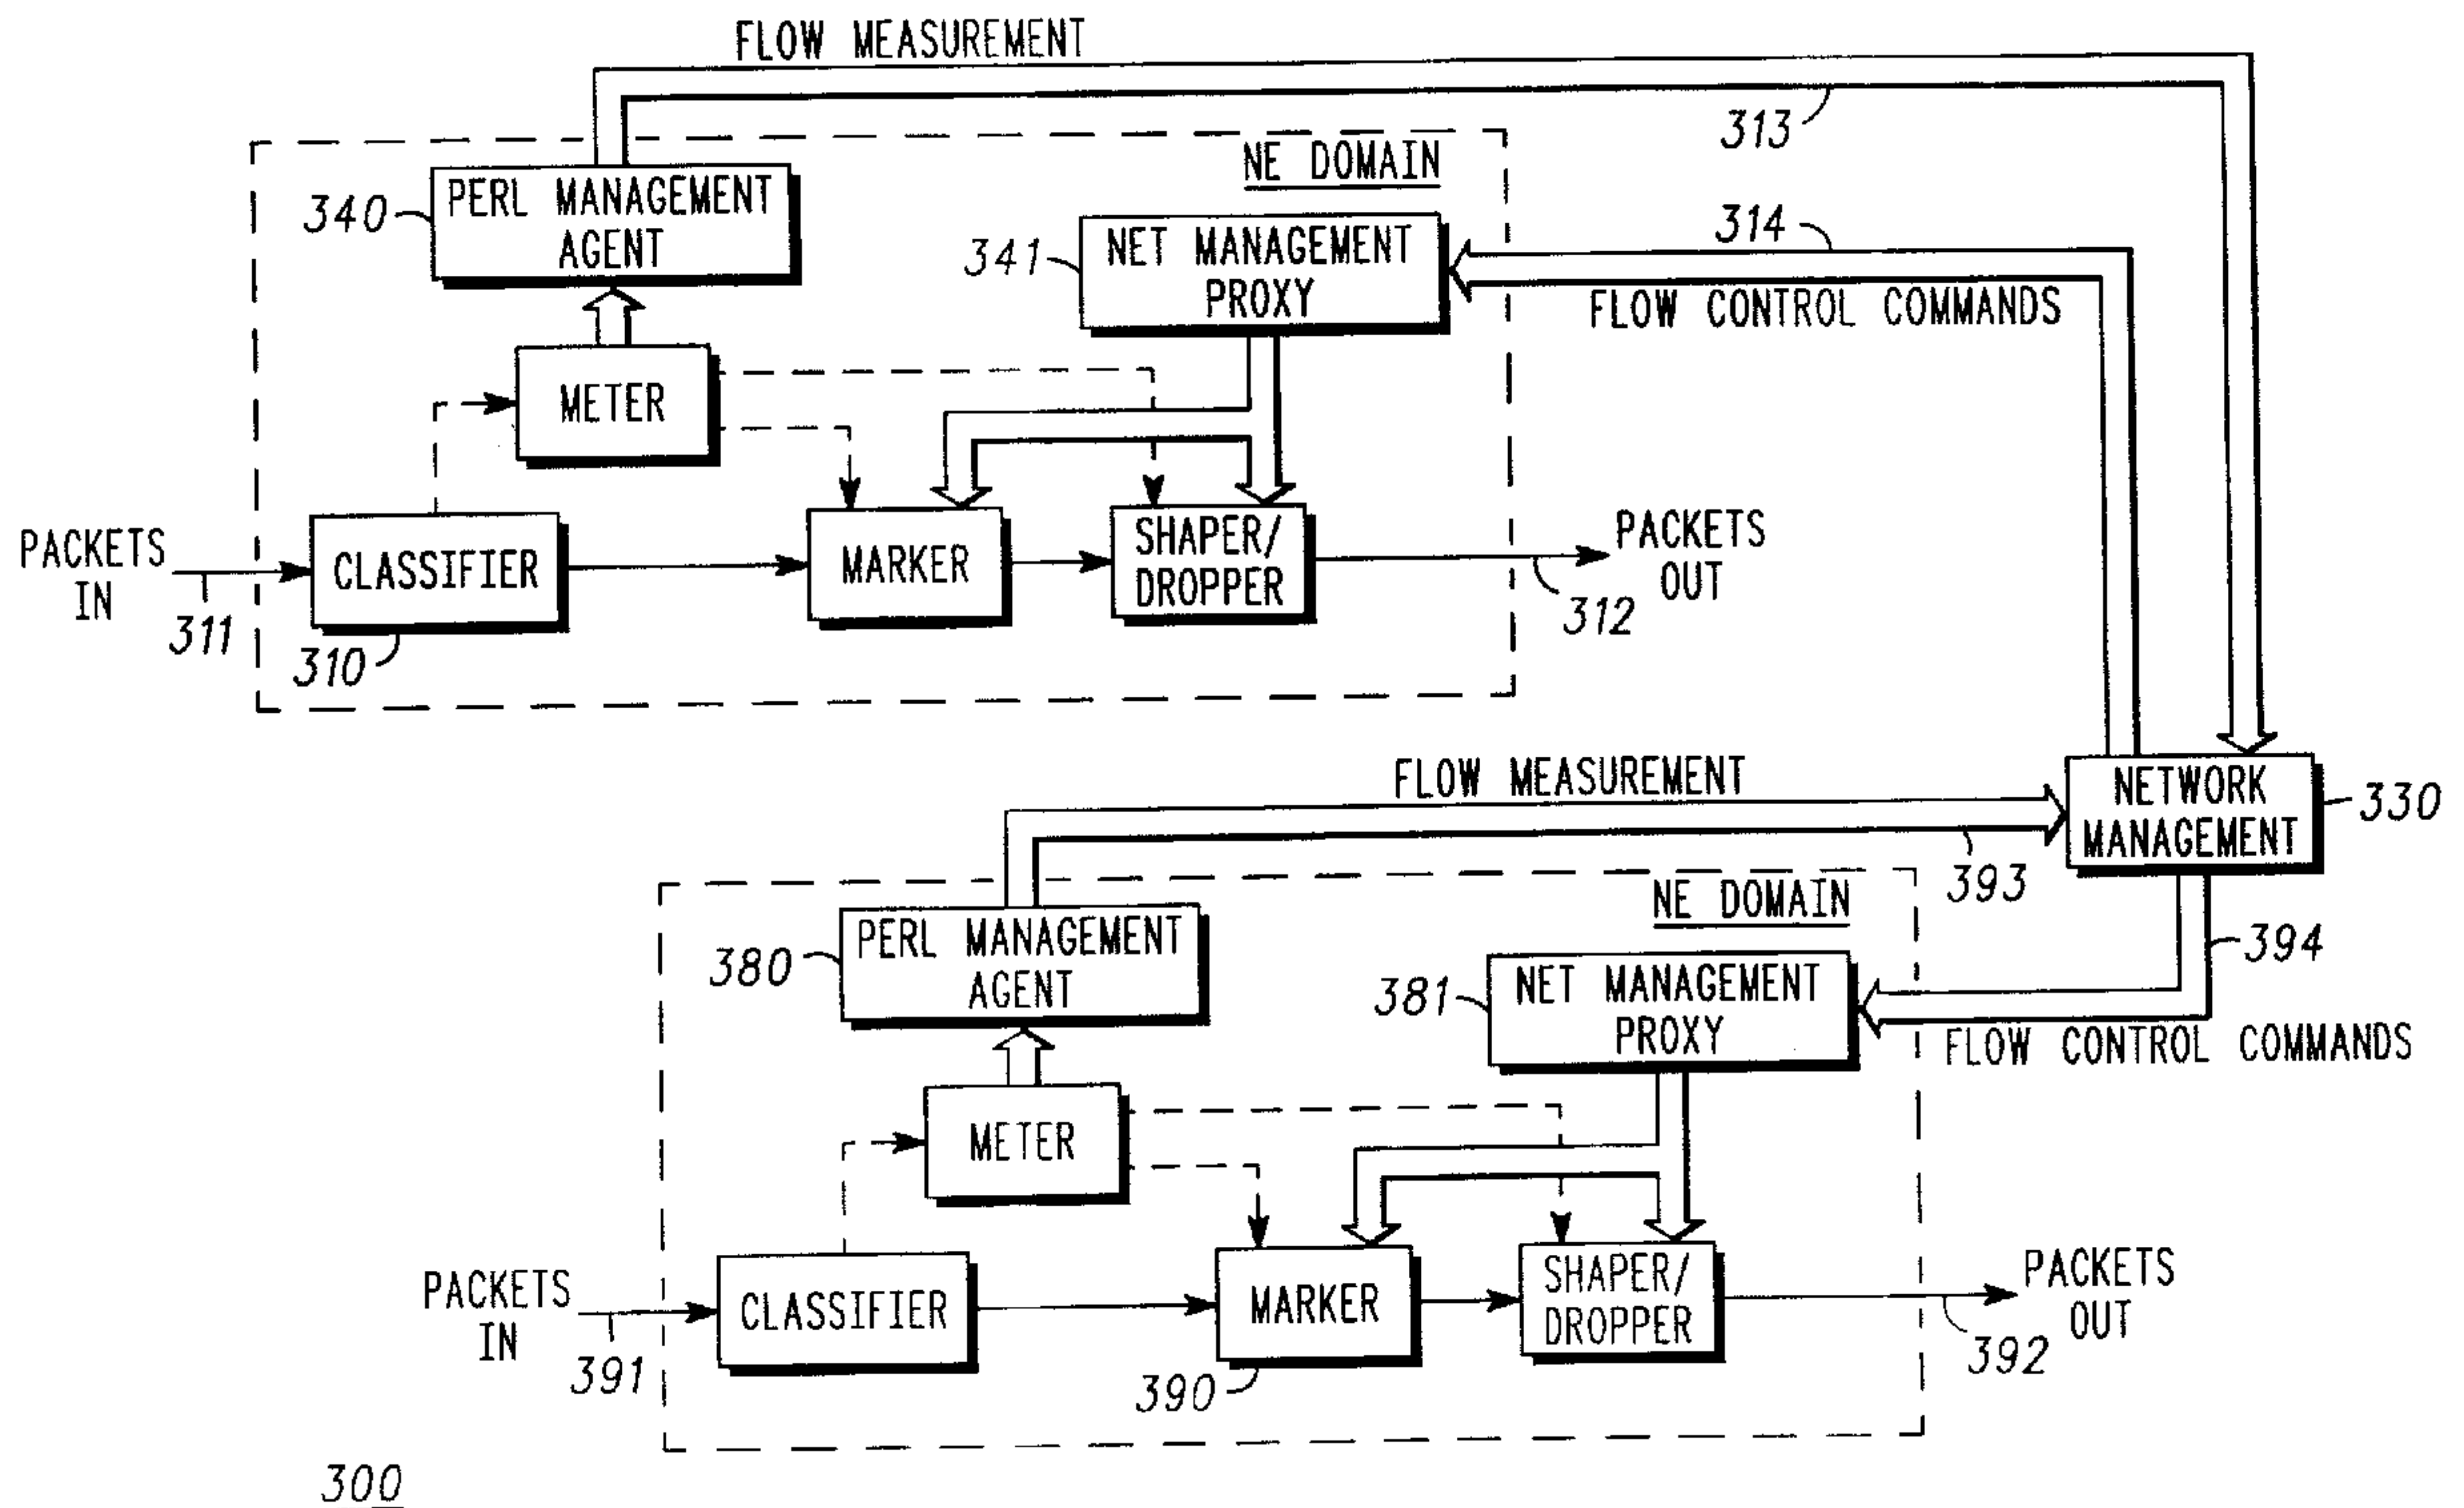 FLOW MEASUREMENT
313
NE DOMAIN
340
PERL MANAGEMENT
AGENT
314
341
NET MANAGEMENT
PROXY
FLOW CONTROL COMMANDS
METER
PACKETS
IN
311
CLASSIFIER
310
MARKER
SHAPER/
DROPPER
PACKETS
OUT
312
FLOW MEASUREMENT
393
NETWORK
MANAGEMENT
330
NE DOMAIN
380
PERL MANAGEMENT
AGENT
394
381
NET MANAGEMENT
PROXY
FLOW CONTROL COMMANDS
METER
PACKETS
IN
391
CLASSIFIER
MARKER
390
SHAPER/
DROPPER
PACKETS
OUT
392
300